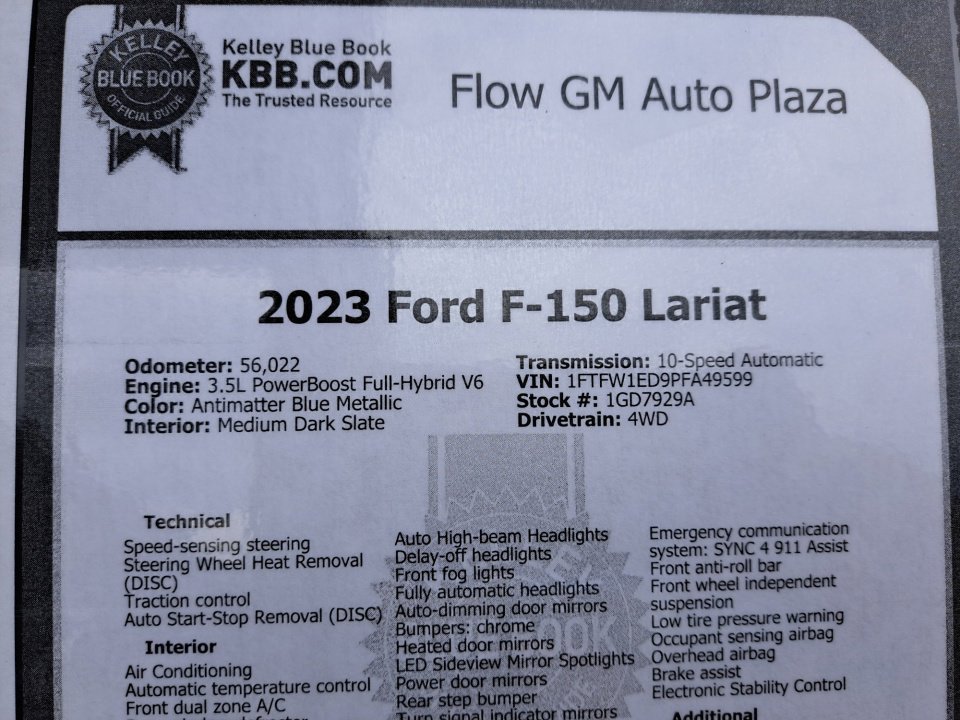 KELLEY
BLUE BOOK
OFFICIAL GUIDE
Kelley Blue Book
KBB.COM
The Trusted Resource
Flow GM Auto Plaza
2023 Ford F-150 Lariat
Odometer: 56,022
Engine: 3.5L PowerBoost Full-Hybrid V6
Color: Antimatter Blue Metallic
Interior: Medium Dark Slate
Transmission: 10-Speed Automatic
VIN: 1FTFW1ED9PFA49599
Stock #: 1GD7929A
Drivetrain: 4WD
Technical
Speed-sensing steering
Steering Wheel Heat Removal
(DISC)
Traction control
Auto Start-Stop Removal (DISC)
Interior
Air Conditioning
Automatic temperature control
Front dual zone A/C
Auto High-beam Headlights
Delay-off headlights
Front fog lights
Fully automatic headlights
Auto-dimming door mirrors
Bumpers: chrome
Heated door mirrors
LED Sideview Mirror Spotlights
Power door mirrors
Rear step bumper
Turn signal indicator mirrors
Emergency communication
system: SYNC 4 911 Assist
Front anti-roll bar
Front wheel independent
suspension
Low tire pressure warning
Occupant sensing airbag
Overhead airbag
Brake assist
Electronic Stability Control
Additional